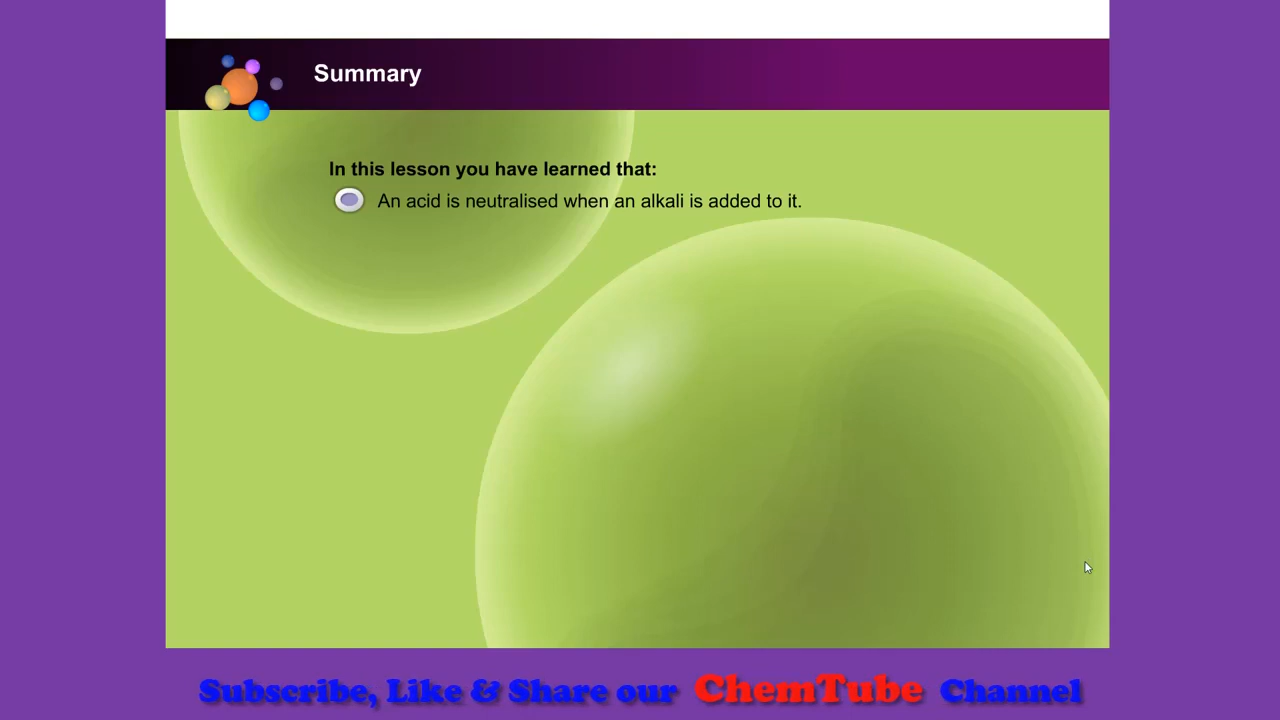 Summary
In this lesson you have learned that:
An acid is neutralised when an alkali is added to it.
Subscribe, Like & Share our ChemTube Channel